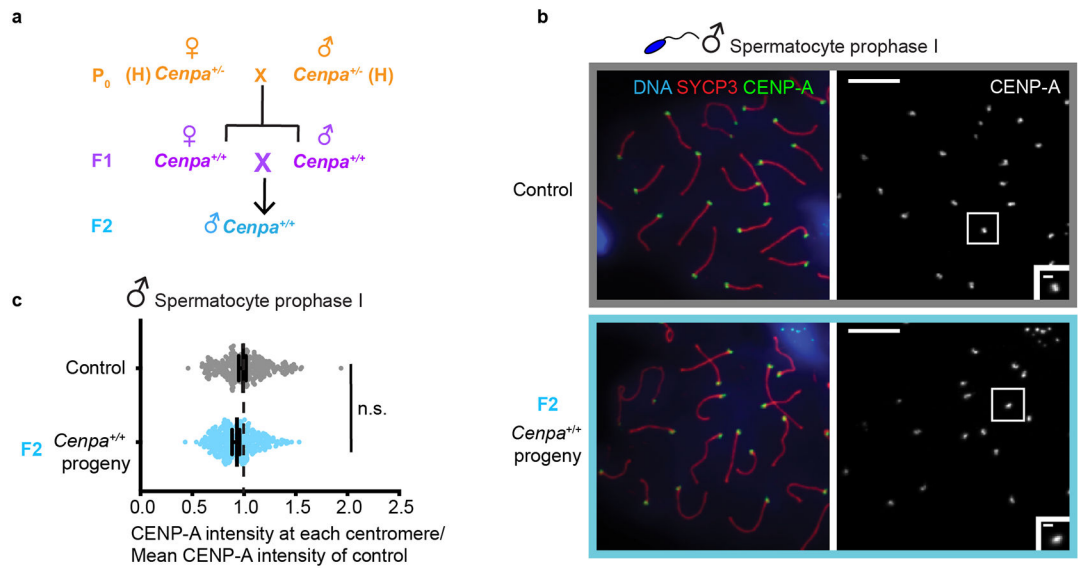 a
♀ ♂
P₀ (H) Cenpa⁺/⁻ X Cenpa⁺/⁻ (H)
♀ ♂
F1 Cenpa⁺/⁺ X Cenpa⁺/⁺
F2 ♂ Cenpa⁺/⁺
b
♂ Spermatocyte prophase I
DNA SYCP3 CENP-A
CENP-A
Control
F2
Cenpa⁺/⁺
progeny
c
♂ Spermatocyte prophase I
Control
n.s.
F2 Cenpa⁺/⁺
progeny
0.0 0.5 1.0 1.5 2.0 2.5
CENP-A intensity at each centromere/
Mean CENP-A intensity of control